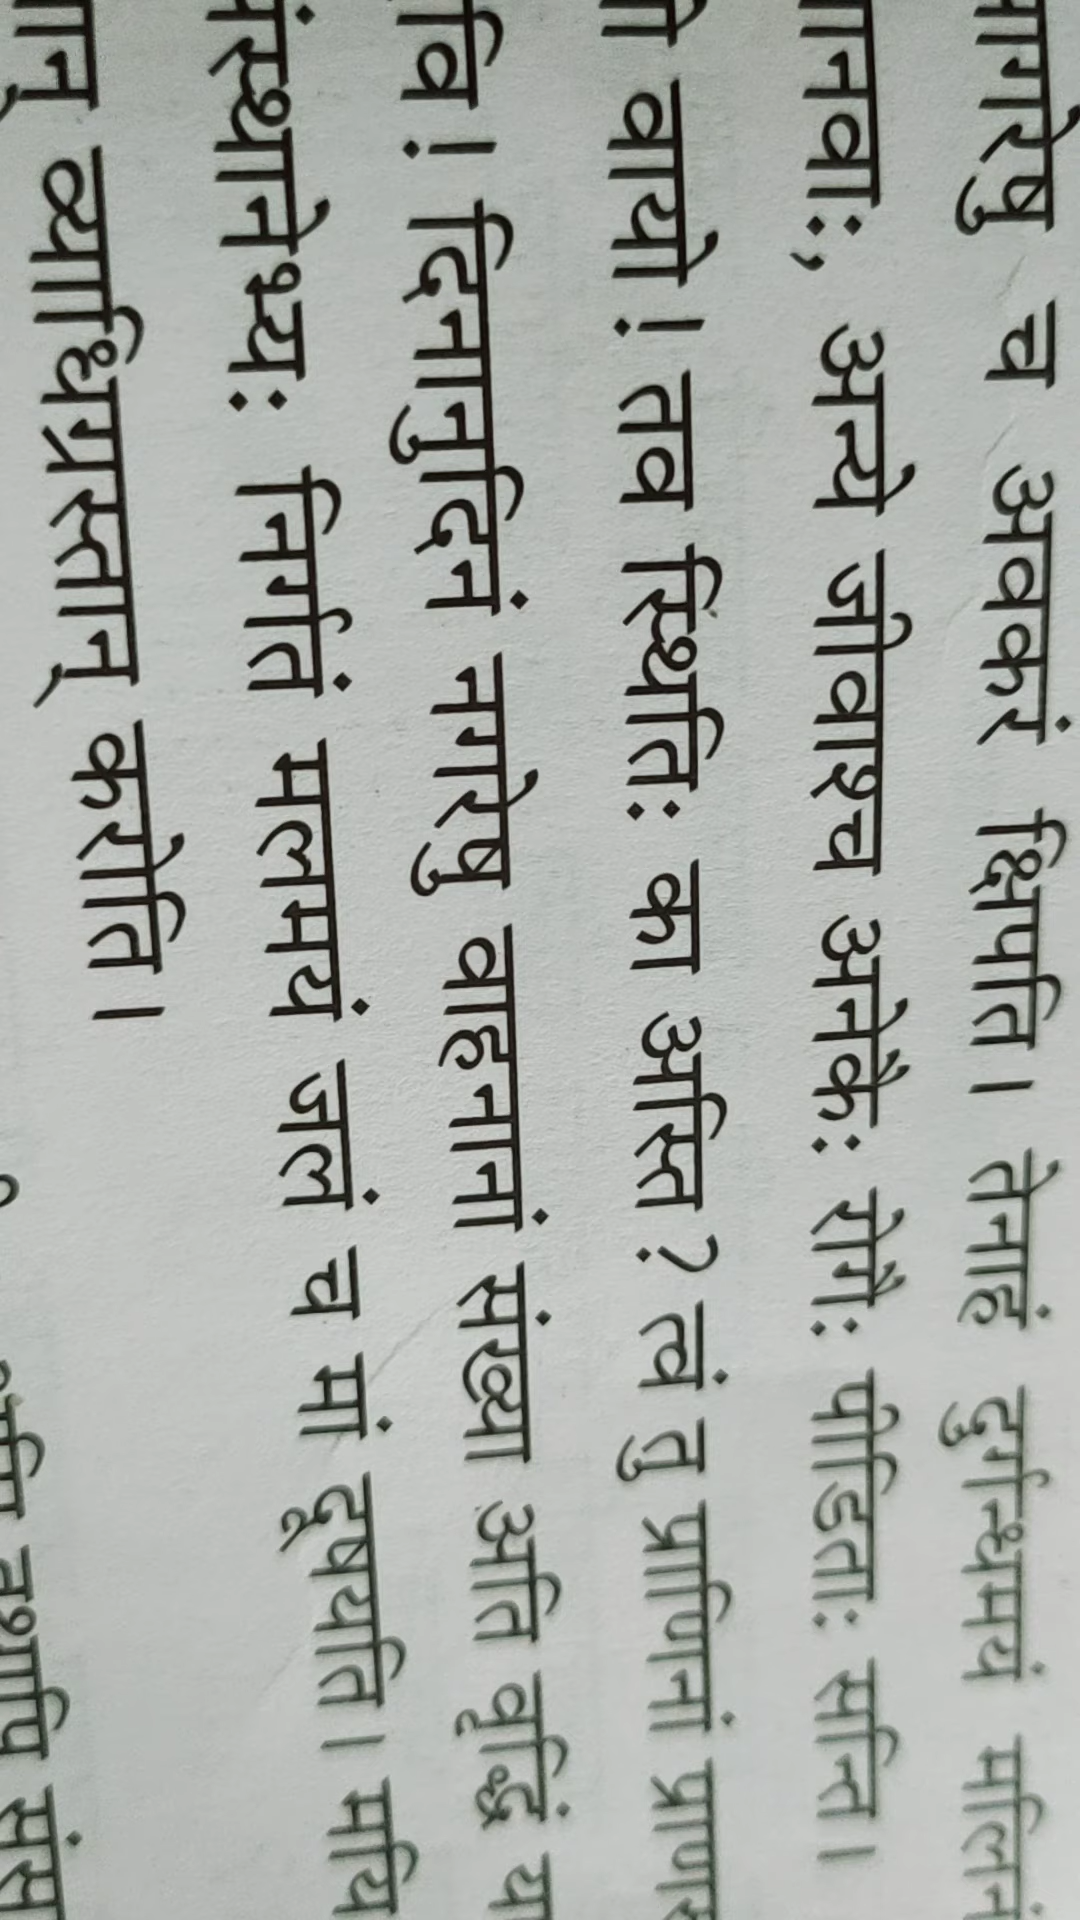 च अवकरं क्षिपति। तेनाहं दुर्गन्धमयं मलिनं
मानवाः, अन्ये जीवाश्च अनेकैः रोगैः पीडिताः सन्ति।
वायो! तव स्थितिः का अस्ति? त्वं तु प्राणिनां
दिनानुदिनं नगरेषु वाहनानां संख्या अति वृद्धिं
निर्गतं मलमयं जलं च मां दूषयति। मयि
व्याधिग्रस्तान् करोति।